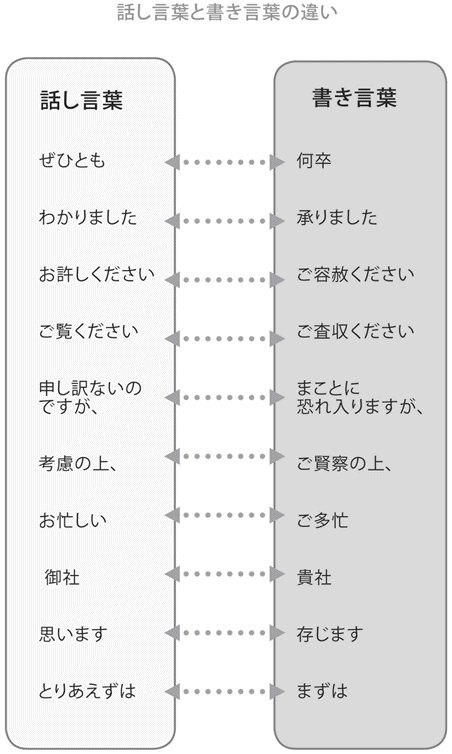 話し言葉と書き言葉の違い
話し言葉 書き言葉
ぜひとも 何卒
わかりました 承りました
お許しください ご容赦ください
ご覧ください ご査収ください
申し訳ないの
ですが、
まことに
恐れ入りますが、
考慮の上、 ご賢察の上、
お忙しい ご多忙
御社 貴社
思います 存じます
とりあえずは まずは